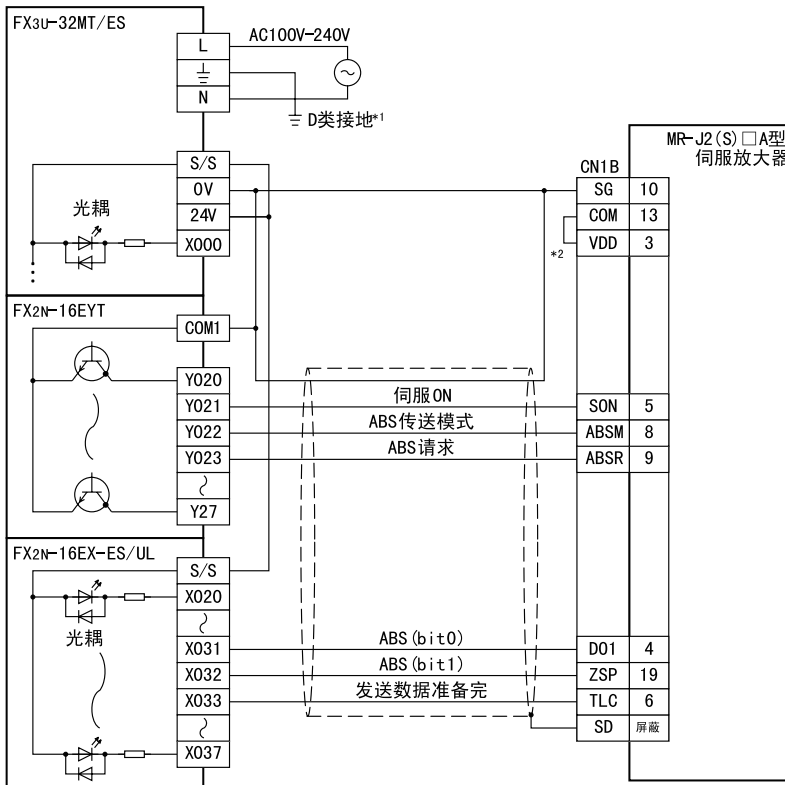 FX3U-32MT/ES
L
AC100V-240V
N
D类接地*1
S/S
0V
24V
X000
光耦
MR-J2(S)□A型
伺服放大器
CN1B
SG 10
COM 13
VDD 3
*2
FX2N-16EYT
COM1
Y020
Y021
Y022
Y023
Y27
伺服ON
ABS传送模式
ABS请求
SON 5
ABSM 8
ABSR 9
FX2N-16EX-ES/UL
S/S
X020
X031
X032
X033
X037
光耦
ABS(bit0)
ABS(bit1)
发送数据准备完
D01 4
ZSP 19
TLC 6
SD 屏蔽